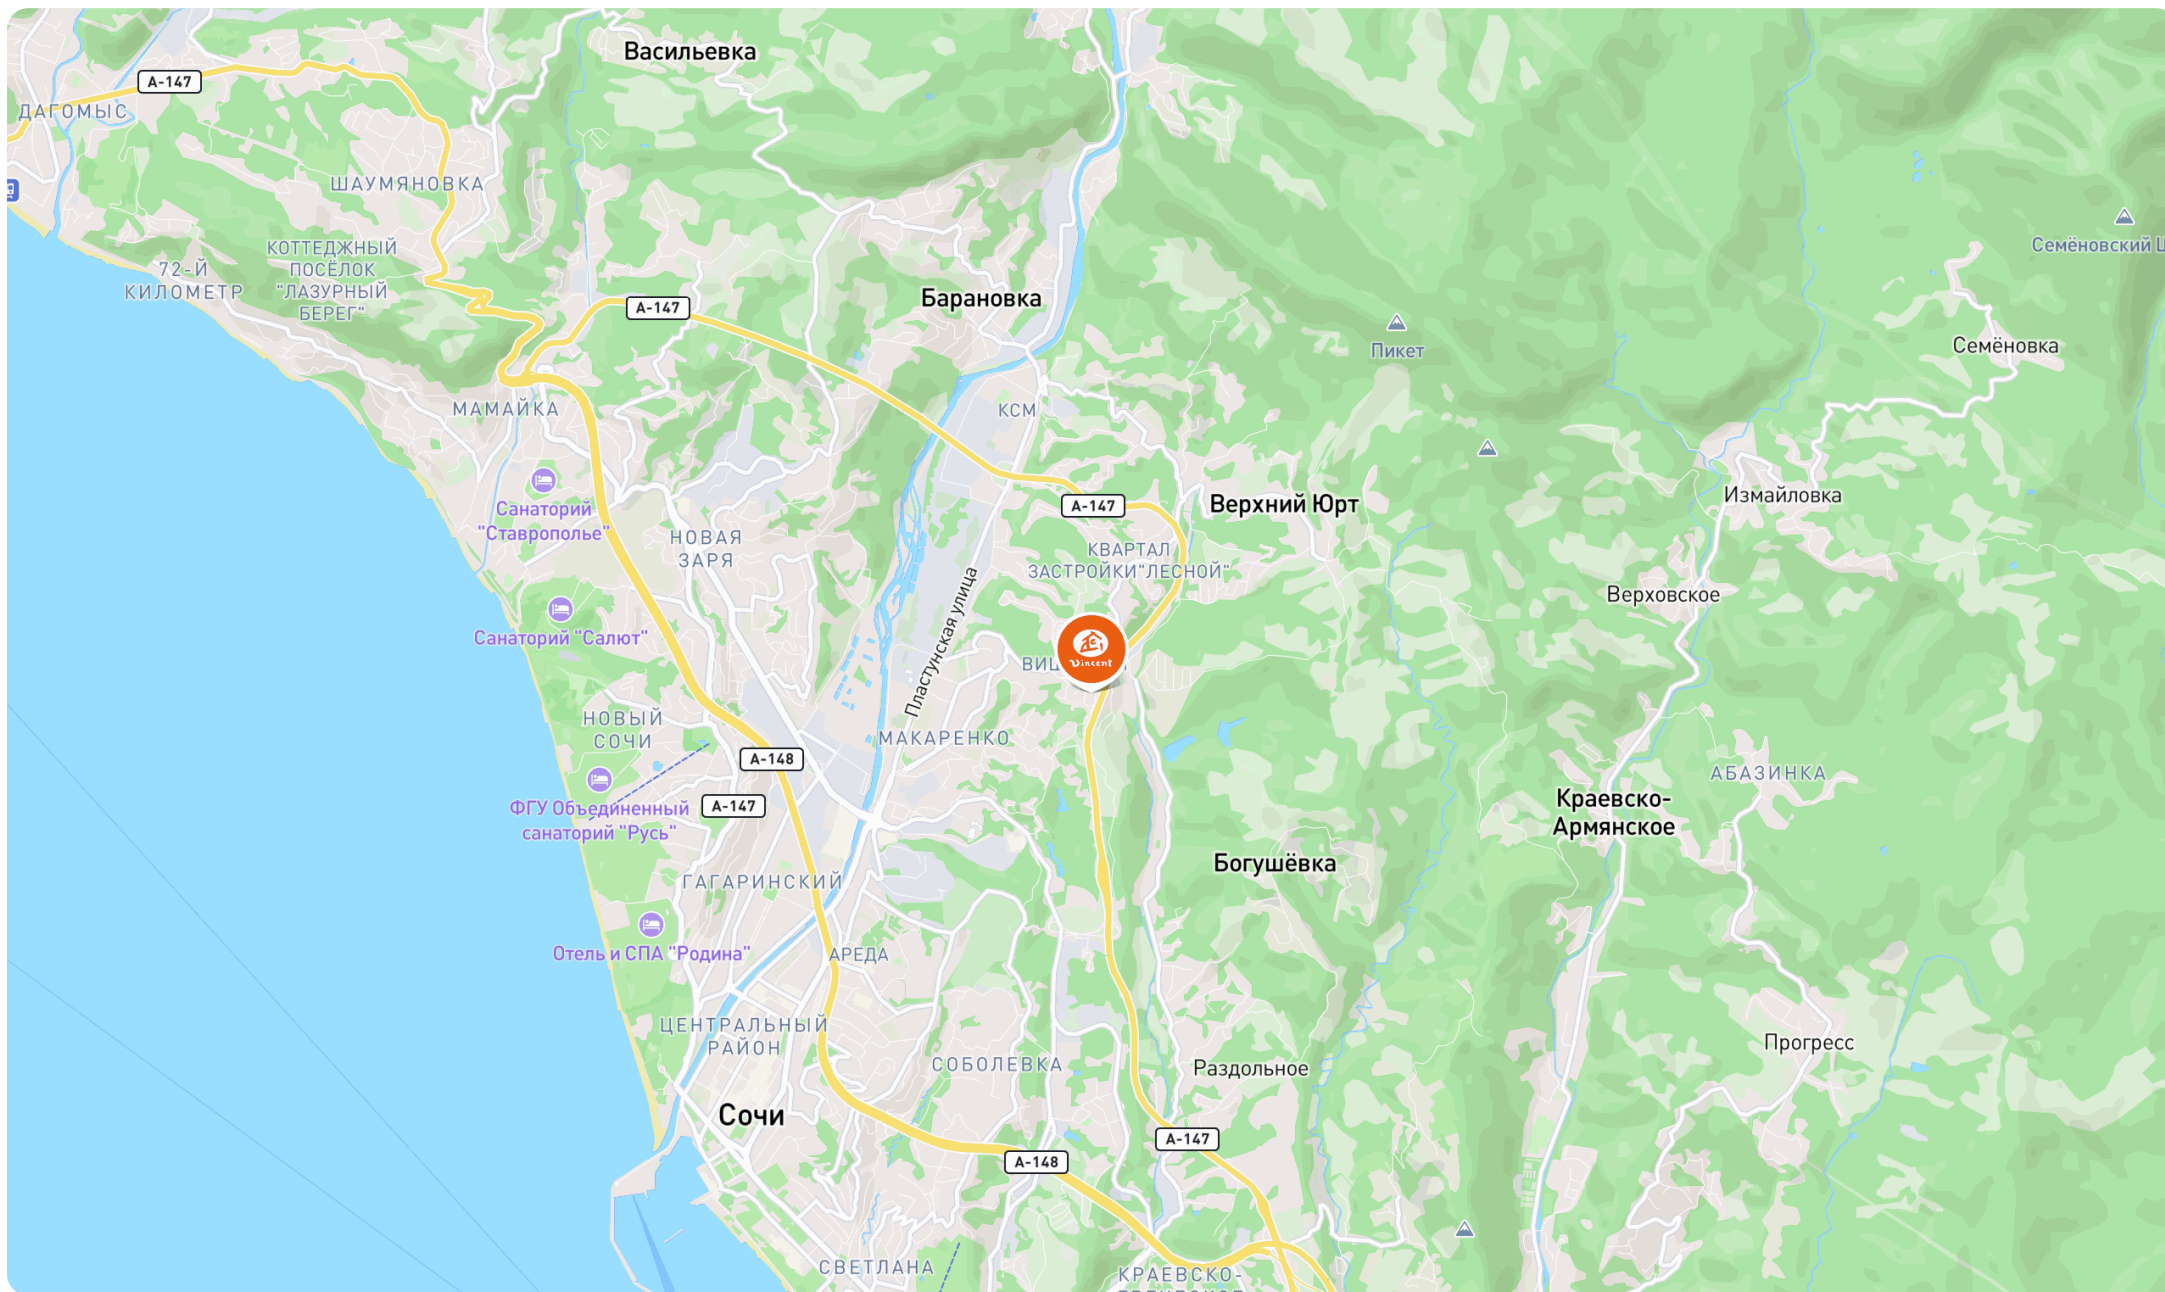 Васильевка
А-147
ДАГОМЫС
ШАУМЯНОВКА
Семёновский
КОТТЕДЖНЫЙ
ПОСЁЛОК
"ЛАЗУРНЫЙ
БЕРЕГ"
72-Й
КИЛОМЕТР
Барановка
А-147
Пикет
Семёновка
МАМАЙКА
КСМ
Санаторий
"Ставрополье"
А-147
Верхний Юрт
Измайловка
НОВАЯ
ЗАРЯ
КВАРТАЛ
ЗАСТРОЙКИ"ЛЕСНОЙ"
Верховское
Санаторий "Салют"
Пластунская улица
Vincent
НОВЫЙ
СОЧИ
МАКАРЕНКО
А-148
АБАЗИНКА
А-147
ФГУ Объединенный
санаторий "Русь"
Краевско-
Армянское
Богушёвка
ГАГАРИНСКИЙ
Отель и СПА "Родина"
АРЕДА
ЦЕНТРАЛЬНЫЙ
РАЙОН
СОБОЛЕВКА
Раздольное
Прогресс
Сочи
А-147
А-148
СВЕТЛАНА
КРАЕВСКО-